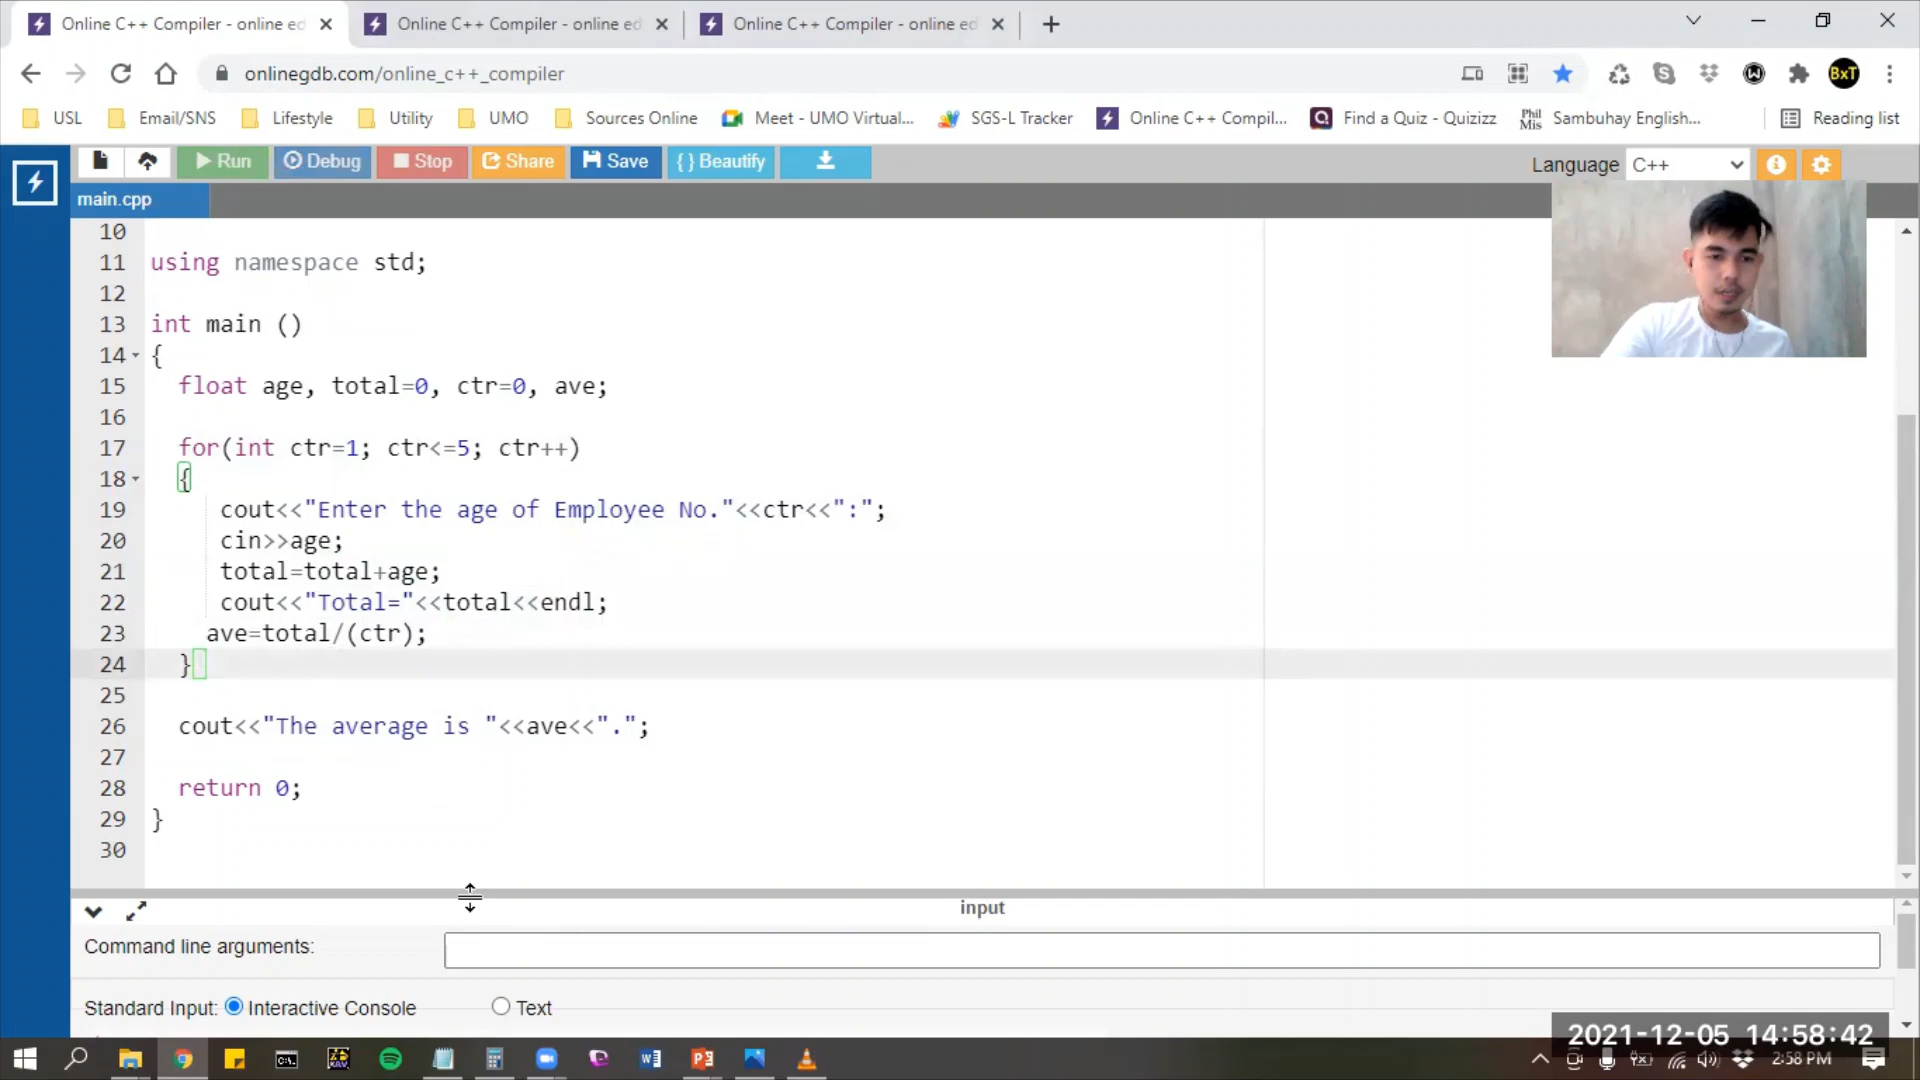 Online C++ Compiler - online ed
Online C++ Compiler - online ed
Online C++ Compiler - online ed
onlinegdb.com/online_c++_compiler
BxT
USL Email/SNS Lifestyle Utility UMO Sources Online Meet - UMO Virtual... SGS-L Tracker Online C++ Compil... Find a Quiz - Quizizz Phil Mis Sambuhay English... Reading list
Run Debug Stop Share Save { } Beautify Language C++
main.cpp
10
11 using namespace std;
12
13 int main ()
14 {
15 float age, total=0, ctr=0, ave;
16
17 for(int ctr=1; ctr<=5; ctr++)
18 {
19 cout<<"Enter the age of Employee No."<<ctr<<":";
20 cin>>age;
21 total=total+age;
22 cout<<"Total="<<total<<endl;
23 ave=total/(ctr);
24 }
25
26 cout<<"The average is "<<ave<<".";
27
28 return 0;
29 }
30
input
Command line arguments:
Standard Input: Interactive Console Text
2021-12-05 14:58:42
2:58 PM